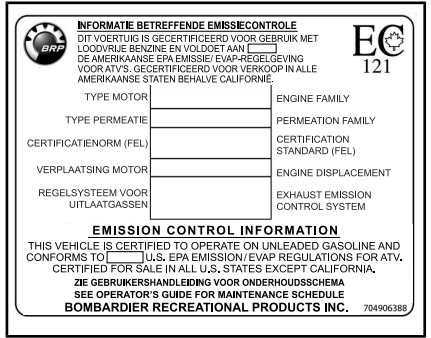 BRP
INFORMATIE BETREFFENDE EMISSIECONTROLE
DIT VOERTUIG IS GECERTIFICEERD VOOR GEBRUIK MET
LOODVRIJE BENZINE EN VOLDOET AAN
DE AMERIKAANSE EPA EMISSIE/ EVAP-REGELGEVING
VOOR ATV'S. GECERTIFICEERD VOOR VERKOOP IN ALLE
AMERIKAANSE STATEN BEHALVE CALIFORNIË.
EC
121
TYPE MOTOR ENGINE FAMILY
TYPE PERMEATIE PERMEATION FAMILY
CERTIFICATIENORM (FEL) CERTIFICATION
STANDARD (FEL)
VERPLAATSING MOTOR ENGINE DISPLACEMENT
REGELSYSTEEM VOOR EXHAUST EMISSION
UITLAATGASSEN CONTROL SYSTEM
EMISSION CONTROL INFORMATION
THIS VEHICLE IS CERTIFIED TO OPERATE ON UNLEADED GASOLINE AND
CONFORMS TO U.S. EPA EMISSION/ EVAP REGULATIONS FOR ATV.
CERTIFIED FOR SALE IN ALL U.S. STATES EXCEPT CALIFORNIA.
ZIE GEBRUIKERSHANDLEIDING VOOR ONDERHOUDSSCHEMA
SEE OPERATOR'S GUIDE FOR MAINTENANCE SCHEDULE
BOMBARDIER RECREATIONAL PRODUCTS INC. 704906388